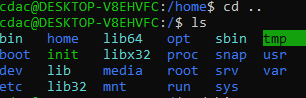 cdac@DESKTOP-V8EHVFC:/home$ cd ..
cdac@DESKTOP-V8EHVFC:/$ ls
bin home lib64 opt sbin tmp
boot init libx32 proc snap usr
dev lib media root srv var
etc lib32 mnt run sys